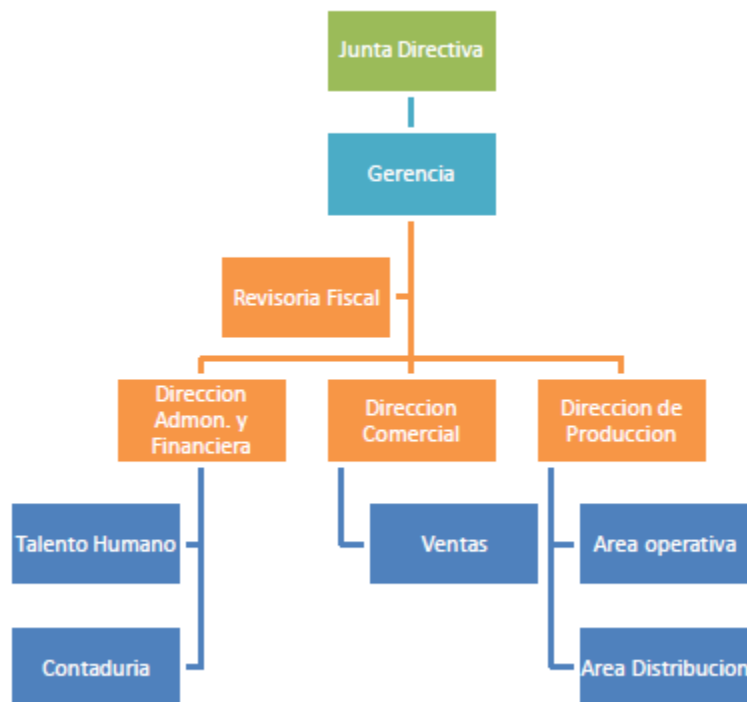 Junta Directiva
Gerencia
Revisoria Fiscal
Direccion
Admon. y
Financiera
Direccion
Comercial
Direccion de
Produccion
Talento Humano
Ventas
Area operativa
Contaduria
Area Distribucion